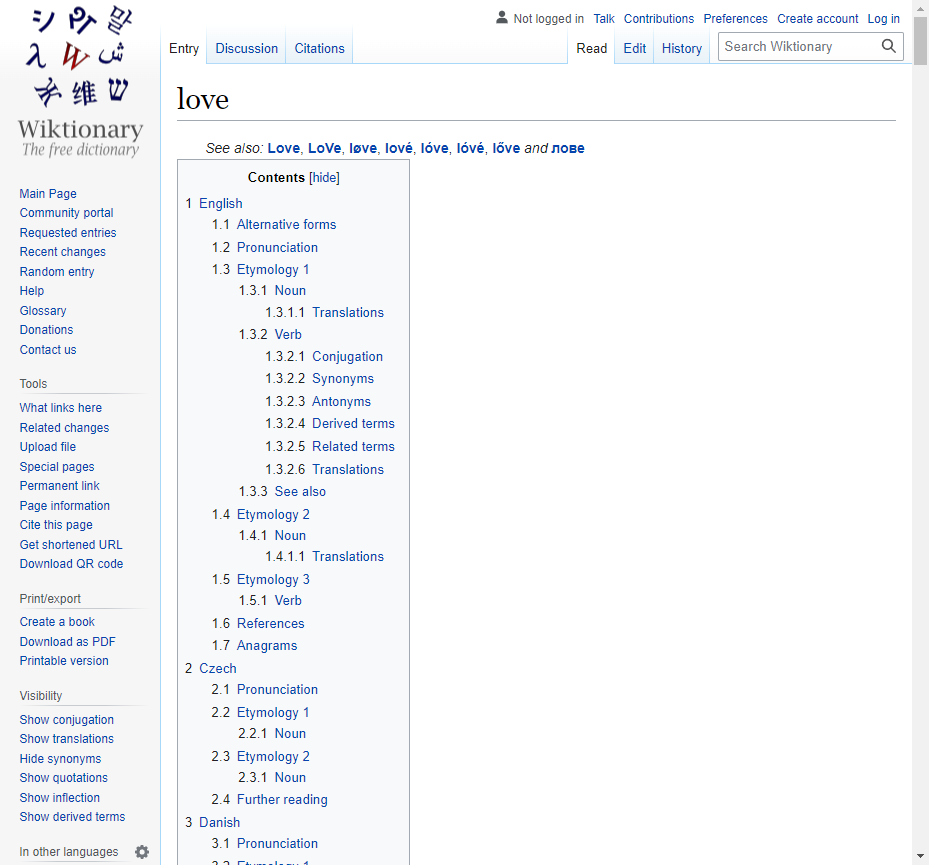 シ
말
λ
W
ش
维
ש
Wiktionary
The free dictionary
Not logged in Talk Contributions Preferences Create account Log in
Entry Discussion Citations Read Edit History Search Wiktionary
love
See also: Love, LoVe, løve, lové, lóve, lóvé, lőve and лове
Contents [hide]
1 English
1.1 Alternative forms
1.2 Pronunciation
1.3 Etymology 1
1.3.1 Noun
1.3.1.1 Translations
1.3.2 Verb
1.3.2.1 Conjugation
1.3.2.2 Synonyms
1.3.2.3 Antonyms
1.3.2.4 Derived terms
1.3.2.5 Related terms
1.3.2.6 Translations
1.3.3 See also
1.4 Etymology 2
1.4.1 Noun
1.4.1.1 Translations
1.5 Etymology 3
1.5.1 Verb
1.6 References
1.7 Anagrams
2 Czech
2.1 Pronunciation
2.2 Etymology 1
2.2.1 Noun
2.3 Etymology 2
2.3.1 Noun
2.4 Further reading
3 Danish
3.1 Pronunciation
3.2 Etymology 1
Main Page
Community portal
Requested entries
Recent changes
Random entry
Help
Glossary
Donations
Contact us
Tools
What links here
Related changes
Upload file
Special pages
Permanent link
Page information
Cite this page
Get shortened URL
Download QR code
Print/export
Create a book
Download as PDF
Printable version
Visibility
Show conjugation
Show translations
Hide synonyms
Show quotations
Show inflection
Show derived terms
In other languages